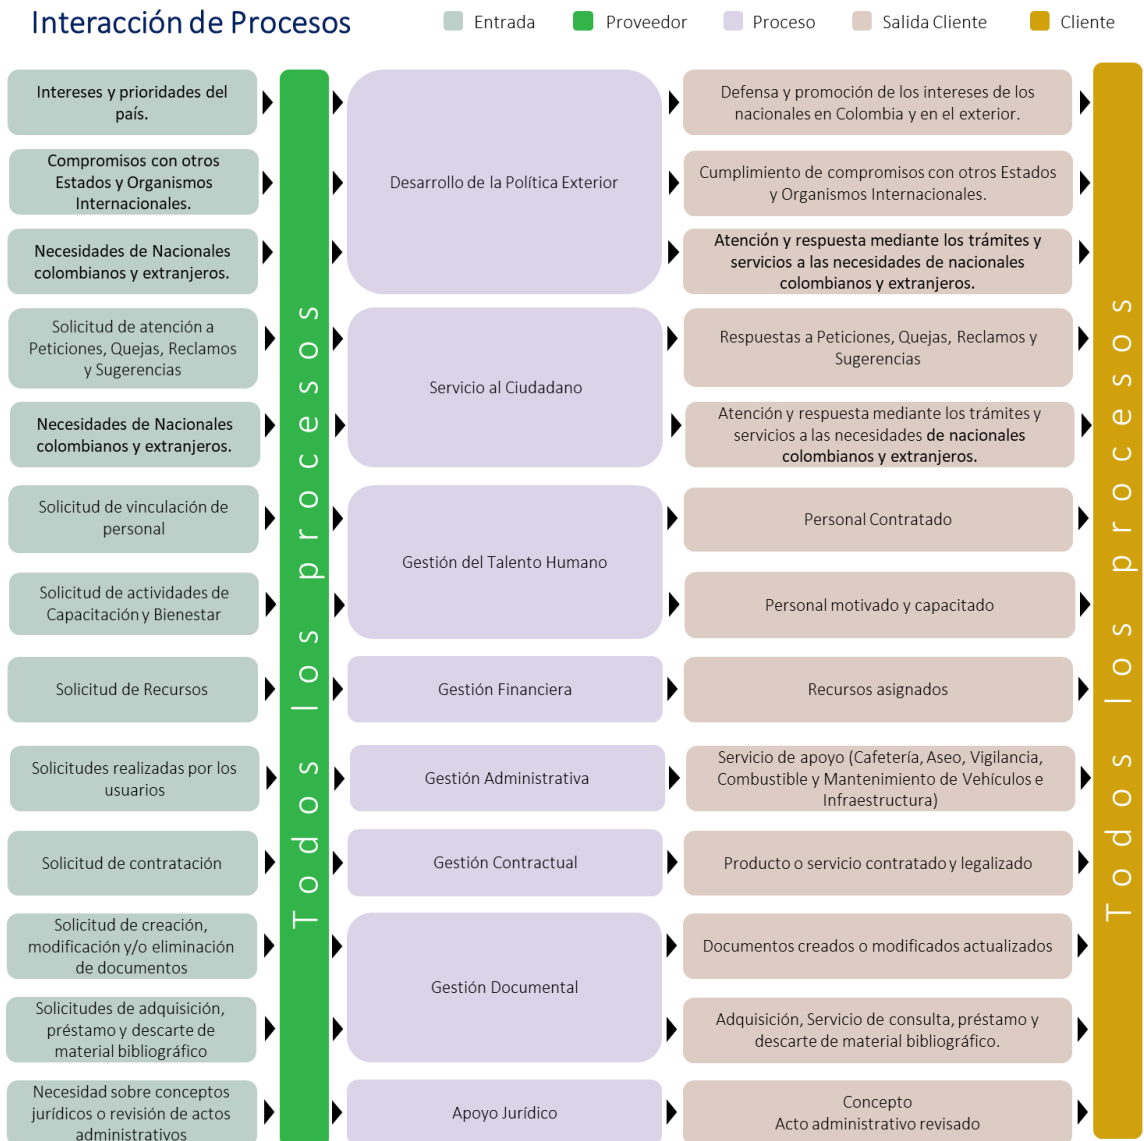 Interacción de Procesos
Entrada
Proveedor
Proceso
Salida Cliente
Cliente
Intereses y prioridades del
país.
Compromisos con otros
Estados y Organismos
Internacionales.
Necesidades de Nacionales
colombianos y extranjeros.
Solicitud de atención a
Peticiones, Quejas, Reclamos
y Sugerencias
Necesidades de Nacionales
colombianos y extranjeros.
Solicitud de vinculación de
personal
Solicitud de actividades de
Capacitación y Bienestar
Solicitud de Recursos
Solicitudes realizadas por los
usuarios
Solicitud de contratación
Solicitud de creación,
modificación y/o eliminación
de documentos
Solicitudes de adquisición,
préstamo y descarte de
material bibliográfico
Necesidad sobre conceptos
jurídicos o revisión de actos
administrativos
Todos los procesos
Desarrollo de la Política Exterior
Servicio al Ciudadano
Gestión del Talento Humano
Gestión Financiera
Gestión Administrativa
Gestión Contractual
Gestión Documental
Apoyo Jurídico
Defensa y promoción de los intereses de los
nacionales en Colombia y en el exterior.
Cumplimiento de compromisos con otros Estados
y Organismos Internacionales.
Atención y respuesta mediante los trámites y
servicios a las necesidades de nacionales
colombianos y extranjeros.
Respuestas a Peticiones, Quejas, Reclamos y
Sugerencias
Atención y respuesta mediante los trámites y
servicios a las necesidades de nacionales
colombianos y extranjeros.
Personal Contratado
Personal motivado y capacitado
Recursos asignados
Servicio de apoyo (Cafetería, Aseo, Vigilancia,
Combustible y Mantenimiento de Vehículos e
Infraestructura)
Producto o servicio contratado y legalizado
Documentos creados o modificados actualizados
Adquisición, Servicio de consulta, préstamo y
descarte de material bibliográfico.
Concepto
Acto administrativo revisado
Todos los procesos